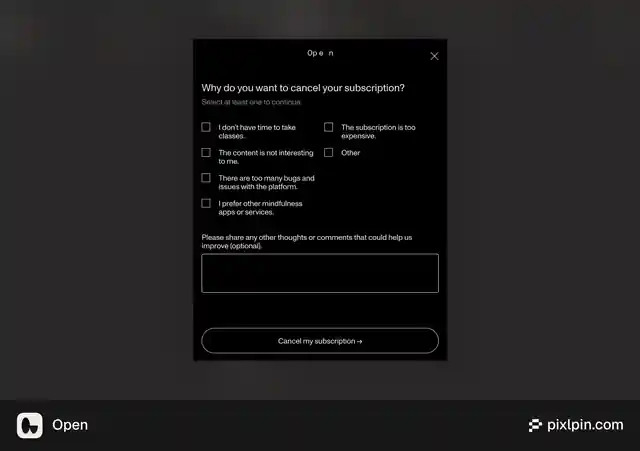 Open
Why do you want to cancel your subscription?
Select at least one to continue.
I don't have time to take
classes.
The content is not interesting
to me.
There are too many bugs and
issues with the platform.
I prefer other mindfulness
apps or services.
The subscription is too
expensive.
Other
Please share any other thoughts or comments that could help us
improve (optional).
Cancel my subscription →
Open
pixlpin.com